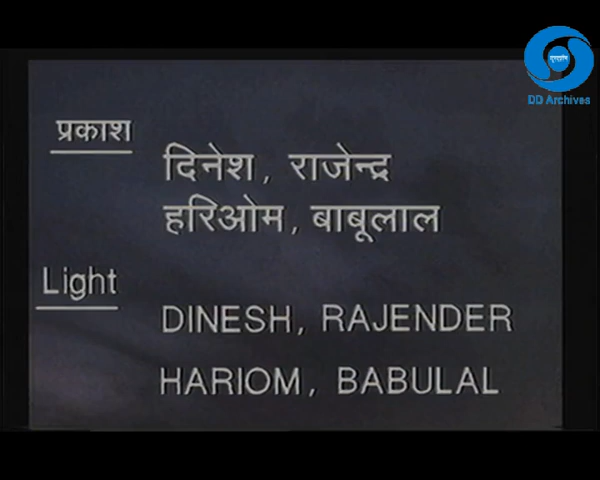 दूरदर्शन
DD Archives
प्रकाश
दिनेश, राजेन्द्र
हरिओम, बाबूलाल
Light
DINESH, RAJENDER
HARIOM, BABULAL